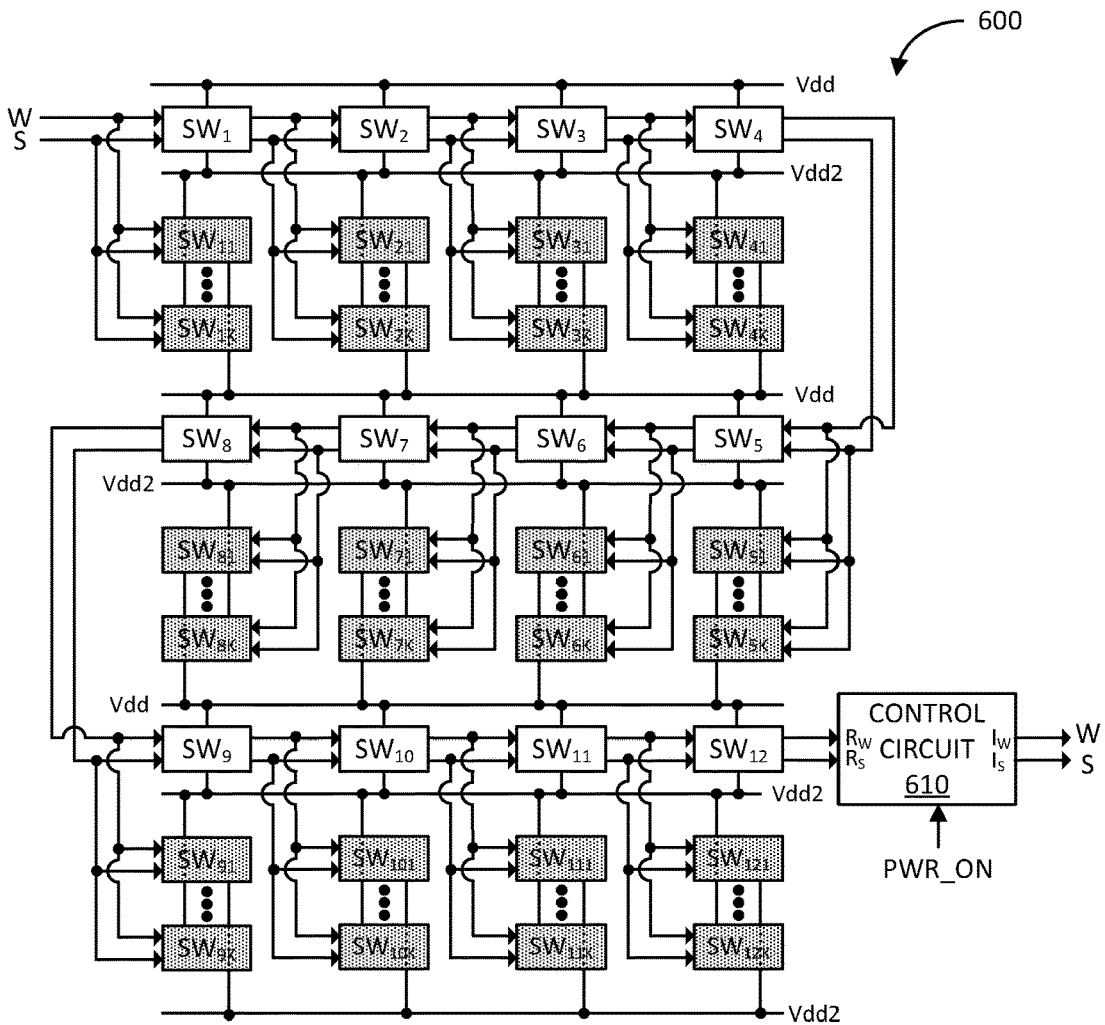 600
Vdd
W
S
SW1 SW2 SW3 SW4
Vdd2
SW11 SW21 SW31 SW41
SW1K SW2K SW3K SW4K
Vdd
SW8 SW7 SW6 SW5
Vdd2
SW81 SW71 SW61 SW51
SW8K SW7K SW6K SW5K
Vdd
SW9 SW10 SW11 SW12
CONTROL
CIRCUIT
610
RW
RS
IW
IS
W
S
Vdd2
PWR_ON
SW91 SW101 SW111 SW121
SW9K SW10K SW11K SW12K
Vdd2